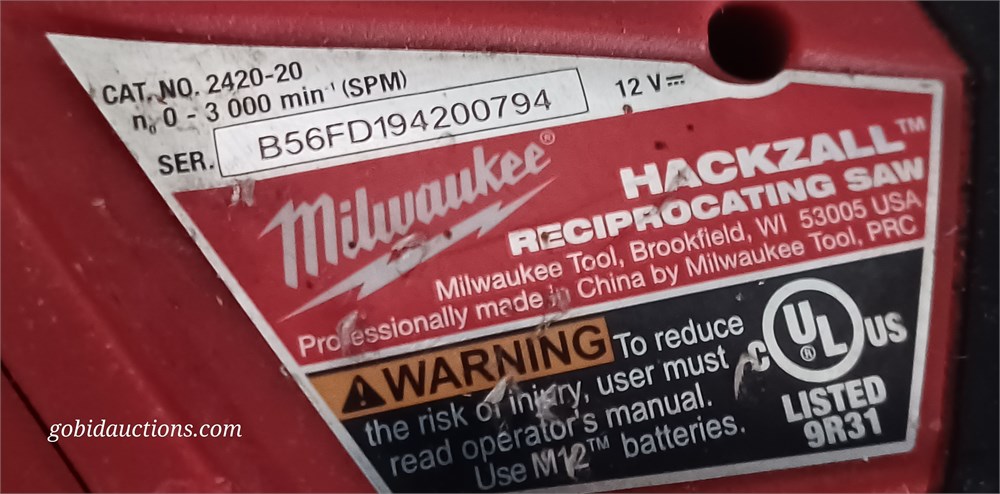 CAT. NO. 2420-20
n₀ 0 - 3 000 min⁻¹ (SPM)
SER. B56FD194200794
12 V⎓
Milwaukee®
HACKZALL™
RECIPROCATING SAW
Milwaukee Tool, Brookfield, WI 53005 USA
Professionally made in China by Milwaukee Tool, PRC
⚠WARNING To reduce
the risk of injury, user must
read operator's manual.
Use M12™ batteries.
C UL® US
LISTED
9R31
gobidauctions.com